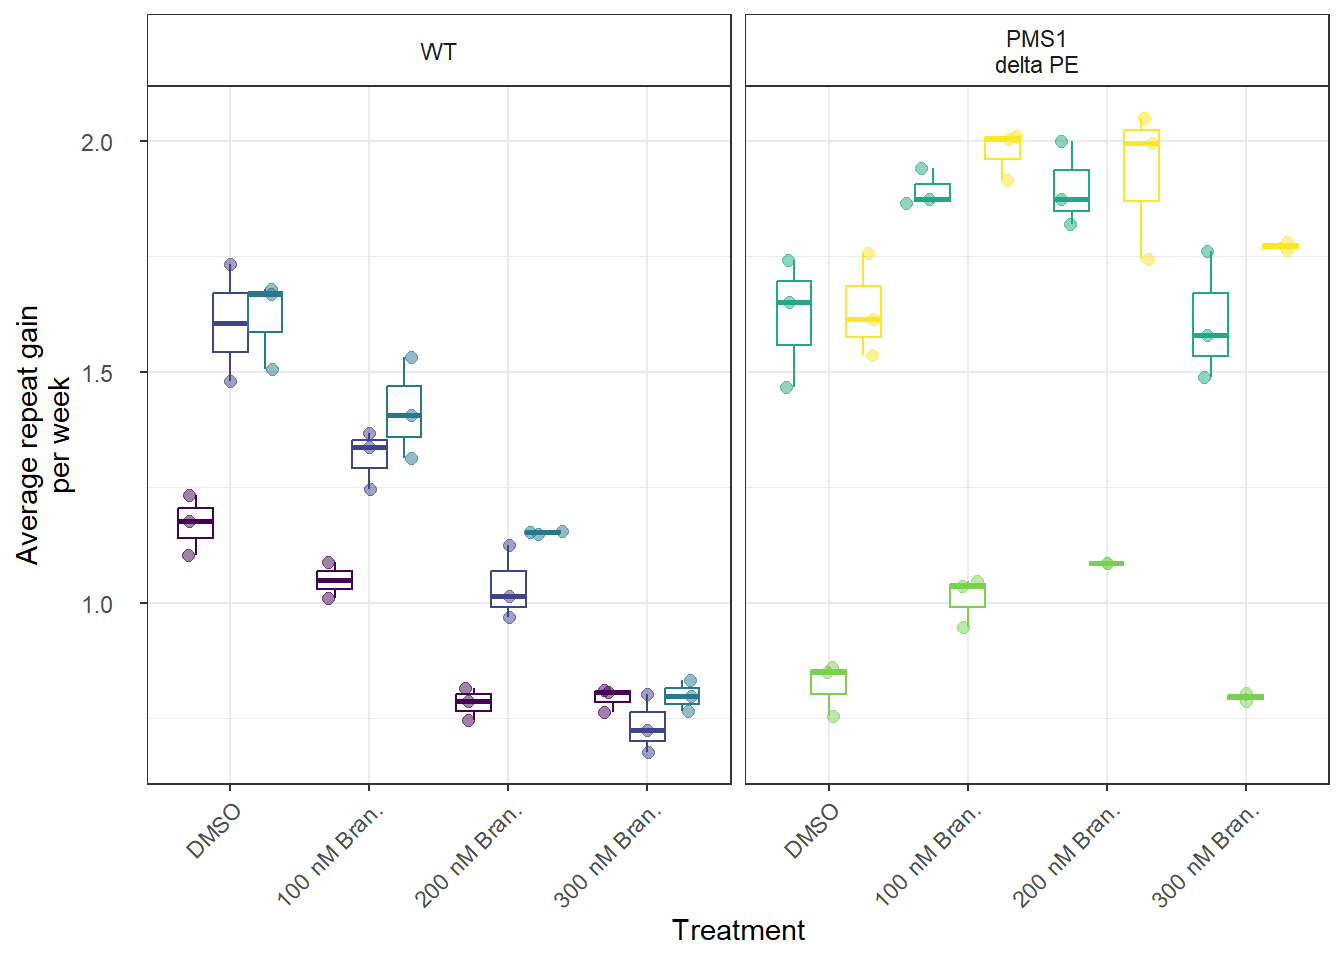 WT
PMS1
delta PE
2.0
1.5
1.0
Average repeat gain
per week
DMSO
100 nM Bran.
200 nM Bran.
300 nM Bran.
DMSO
100 nM Bran.
200 nM Bran.
300 nM Bran.
Treatment